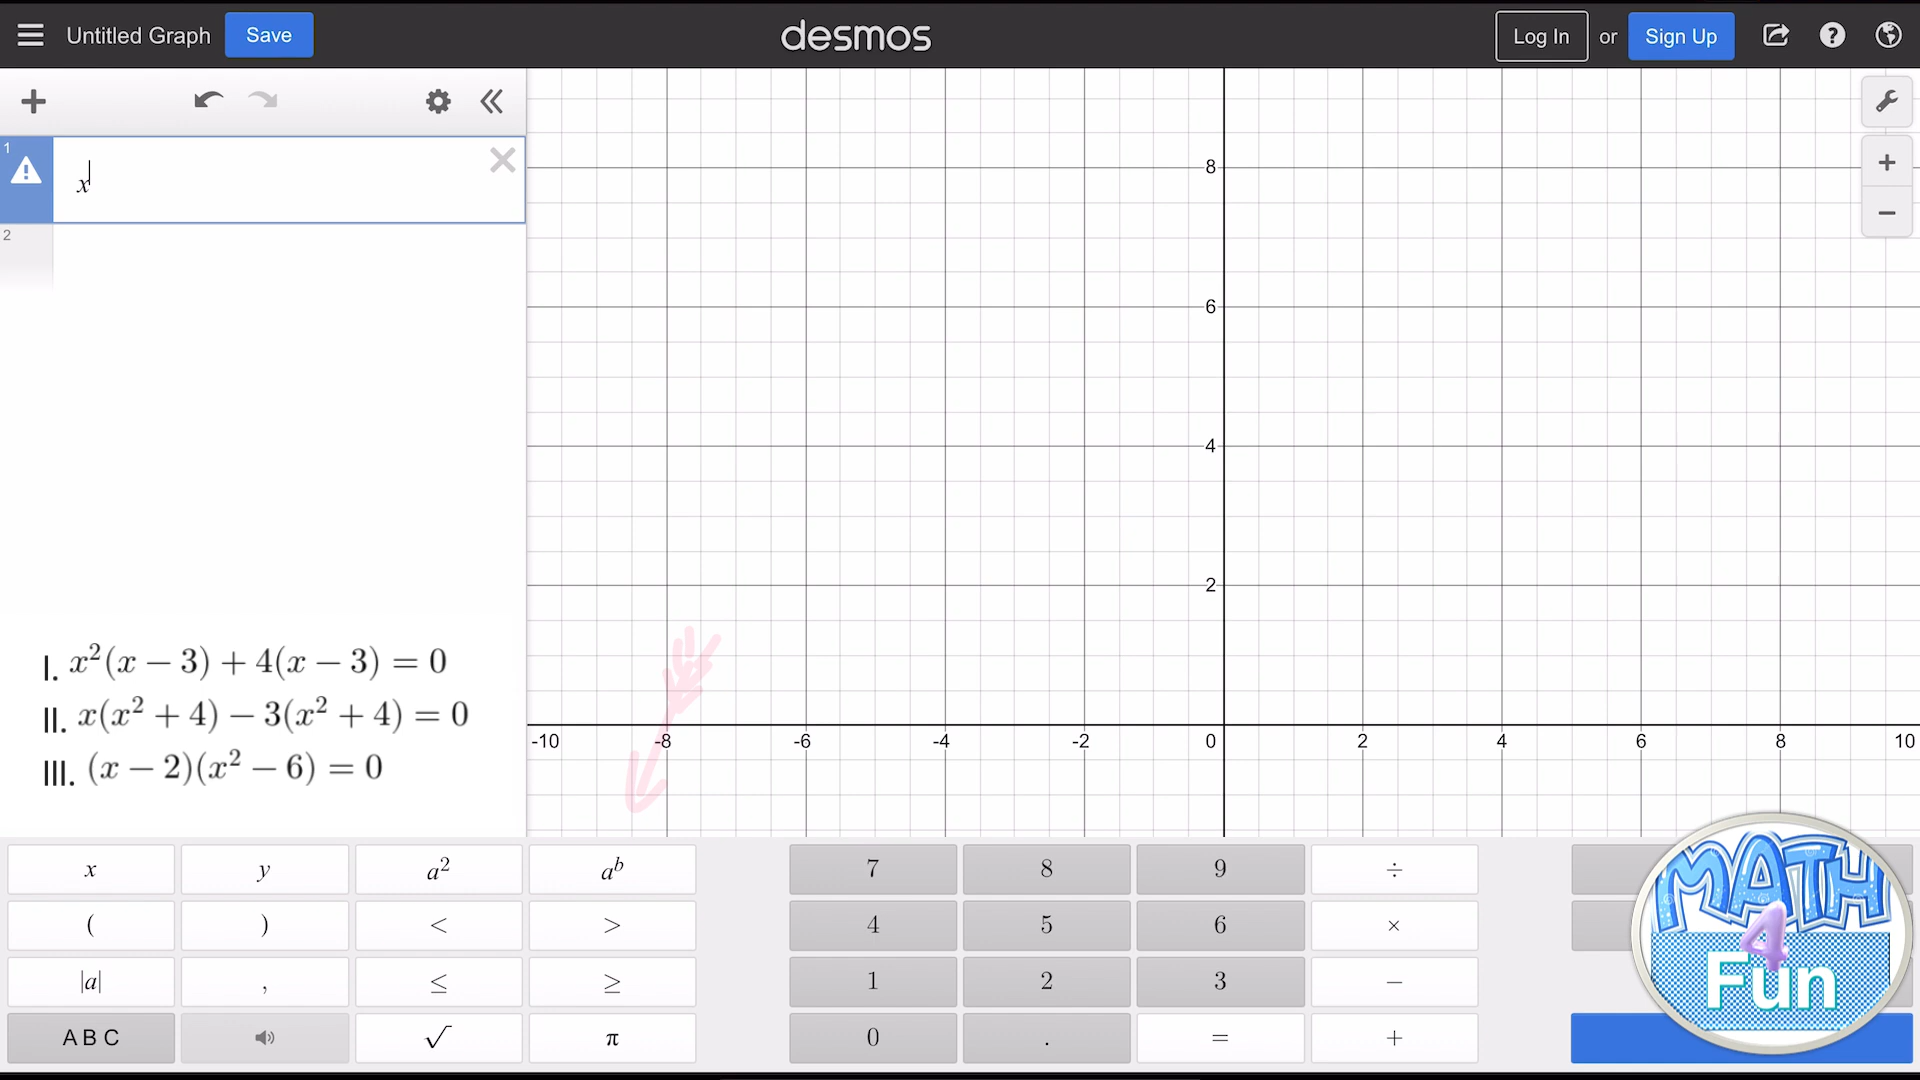 Untitled Graph Save desmos Log In or Sign Up
1
x
2
8
6
4
2
-10 -8 -6 -4 -2 0 2 4 6 8 10
I. x²(x − 3) + 4(x − 3) = 0
II. x(x² + 4) − 3(x² + 4) = 0
III. (x − 2)(x² − 6) = 0
x y a² aᵇ 7 8 9 ÷
( ) < > 4 5 6 ×
|a| , ≤ ≥ 1 2 3 −
A B C √ π 0 . = +
MATH
4
Fun